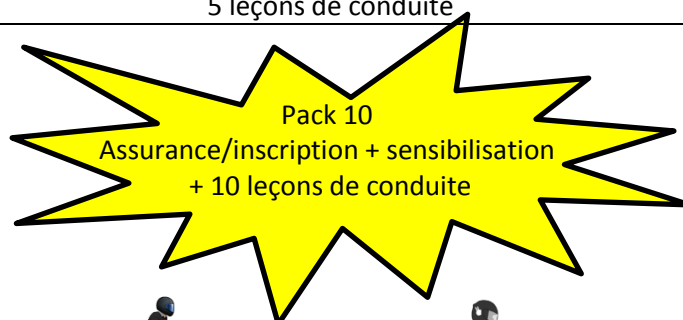 5 leçons de conduite
Pack 10
Assurance/inscription + sensibilisation
+ 10 leçons de conduite